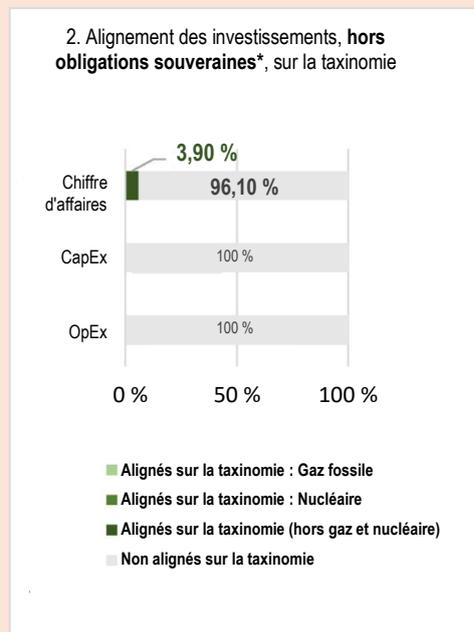 2. Alignement des investissements, hors
obligations souveraines*, sur la taxinomie
3,90 %
Chiffre
d'affaires
96,10 %
CapEx
100 %
OpEx
100 %
0 %
50 %
100 %
Alignés sur la taxinomie : Gaz fossile
Alignés sur la taxinomie : Nucléaire
Alignés sur la taxinomie (hors gaz et nucléaire)
Non alignés sur la taxinomie